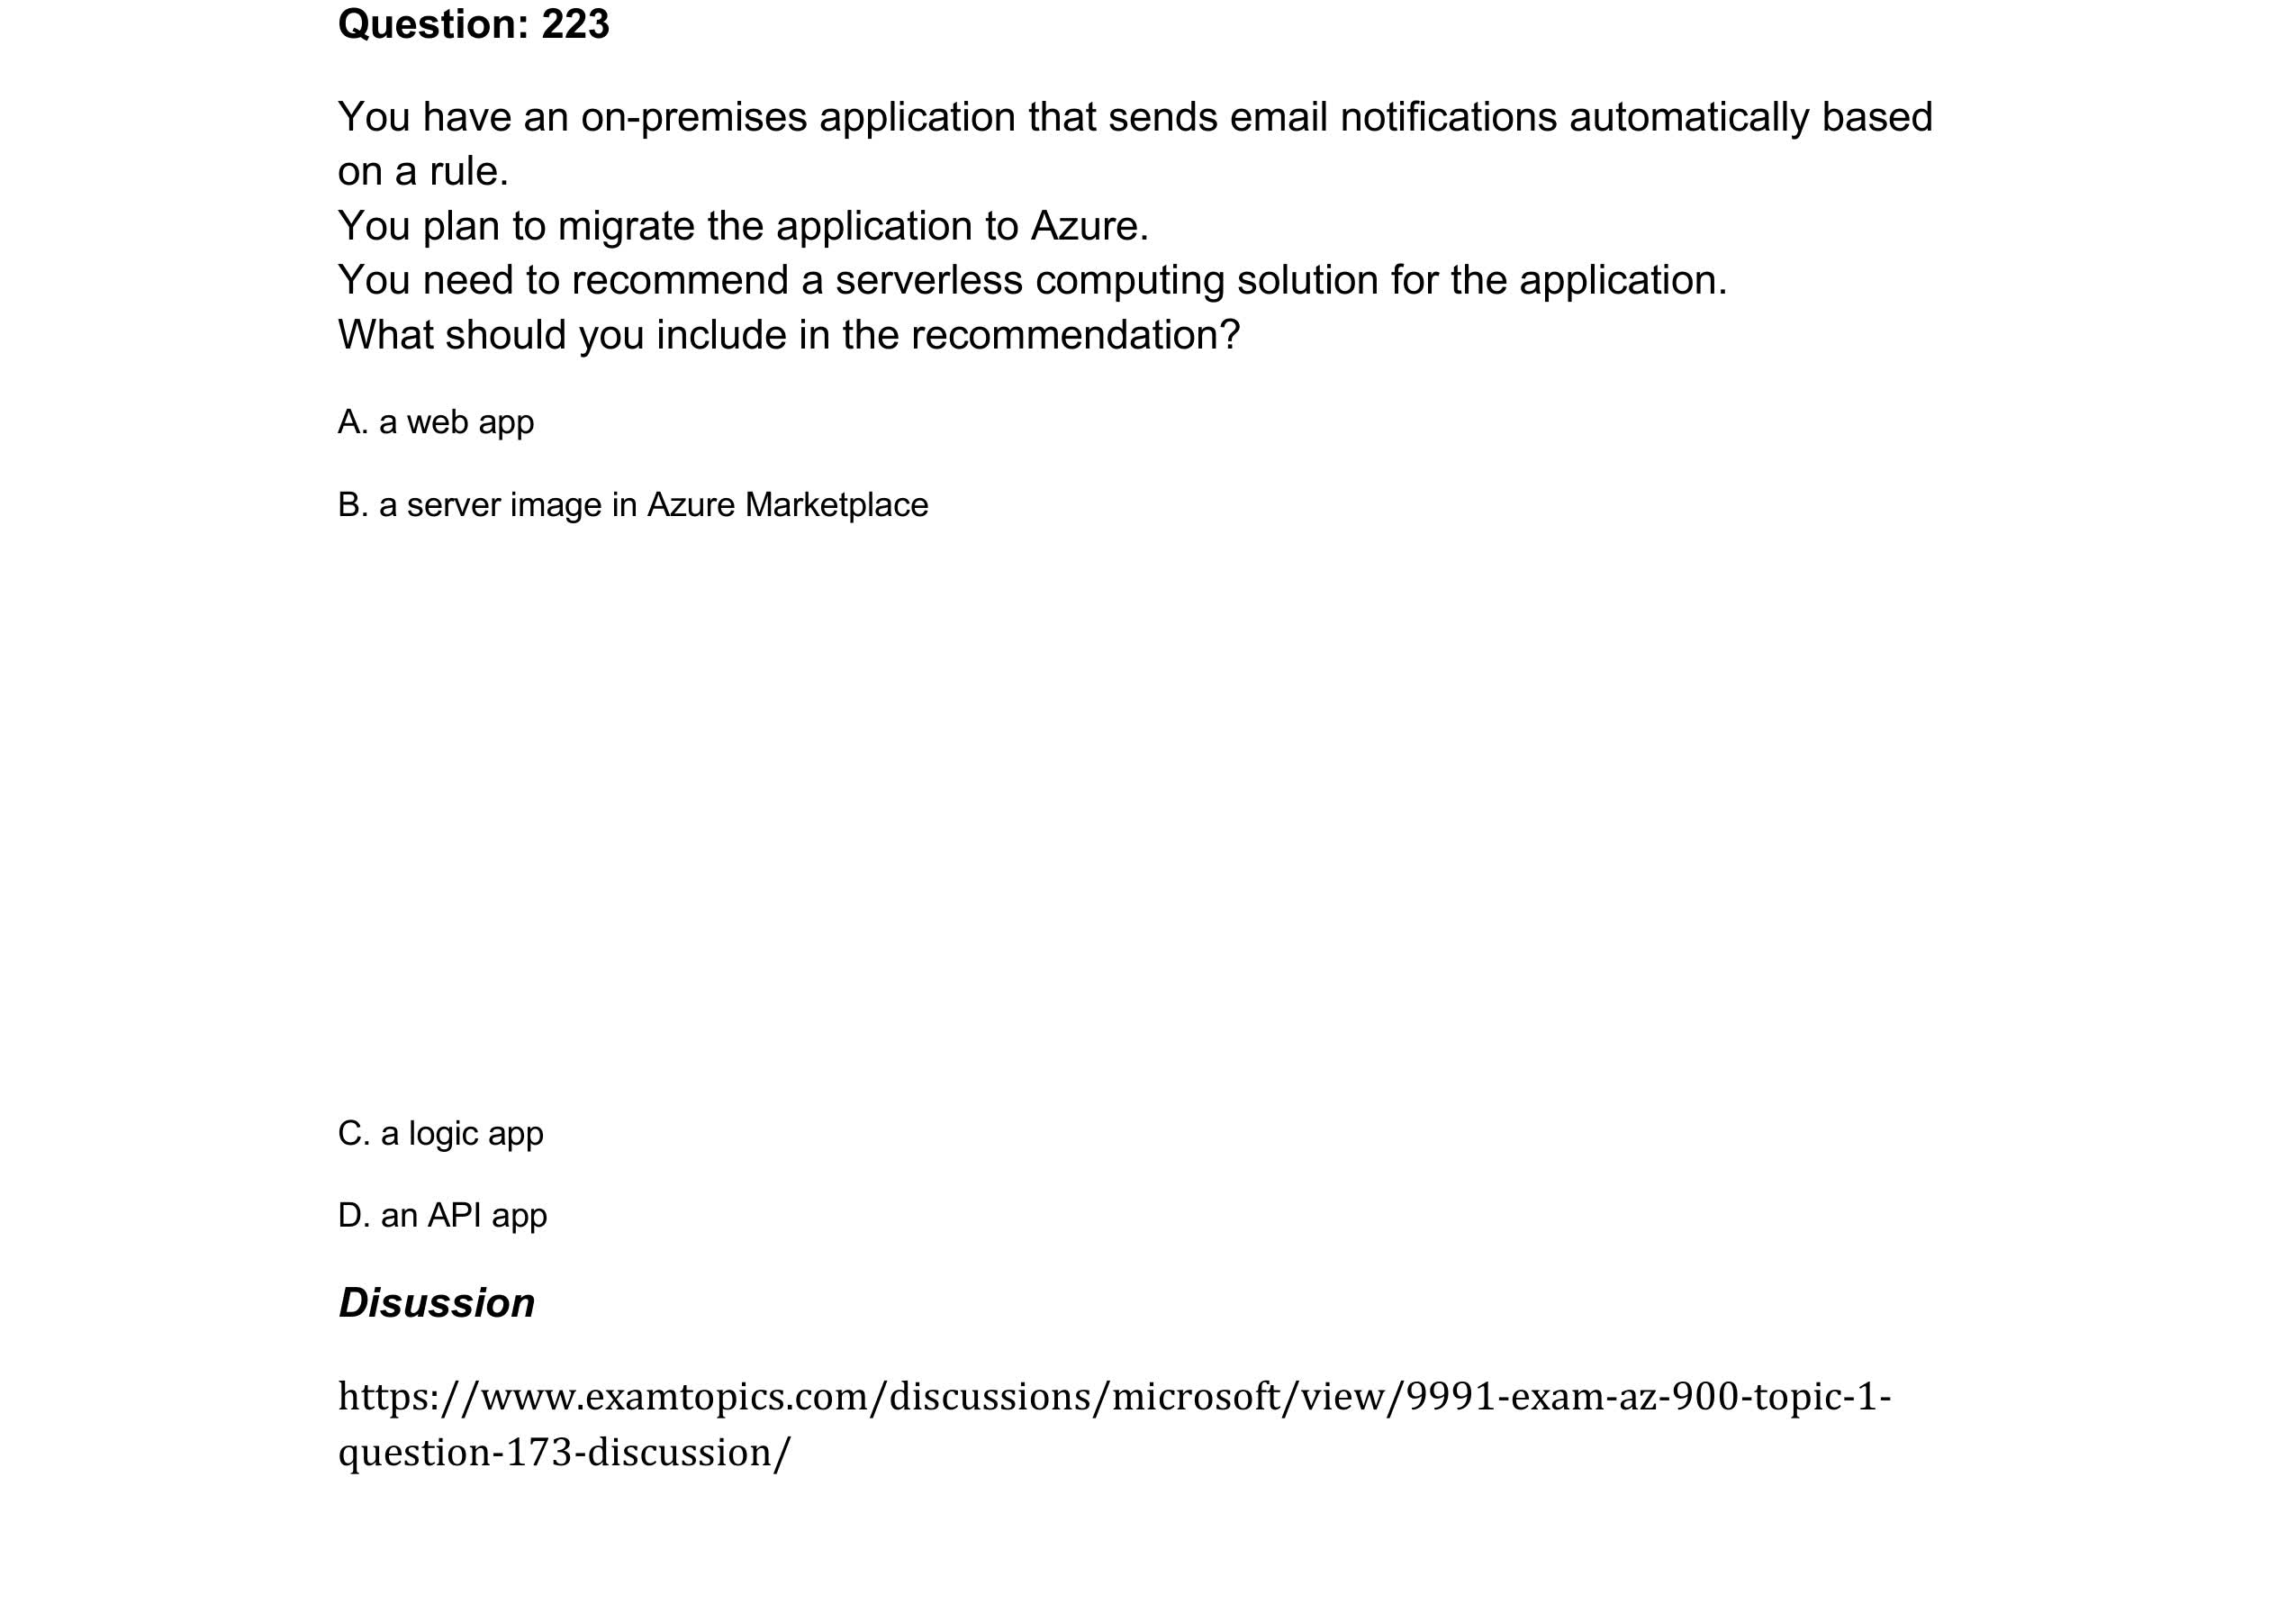 Question: 223
You have an on-premises application that sends email notifications automatically based
on a rule.
You plan to migrate the application to Azure.
You need to recommend a serverless computing solution for the application.
What should you include in the recommendation?
A. a web app
B. a server image in Azure Marketplace
C. a logic app
D. an API app
Disussion
https://www.examtopics.com/discussions/microsoft/view/9991-exam-az-900-topic-1-
question-173-discussion/